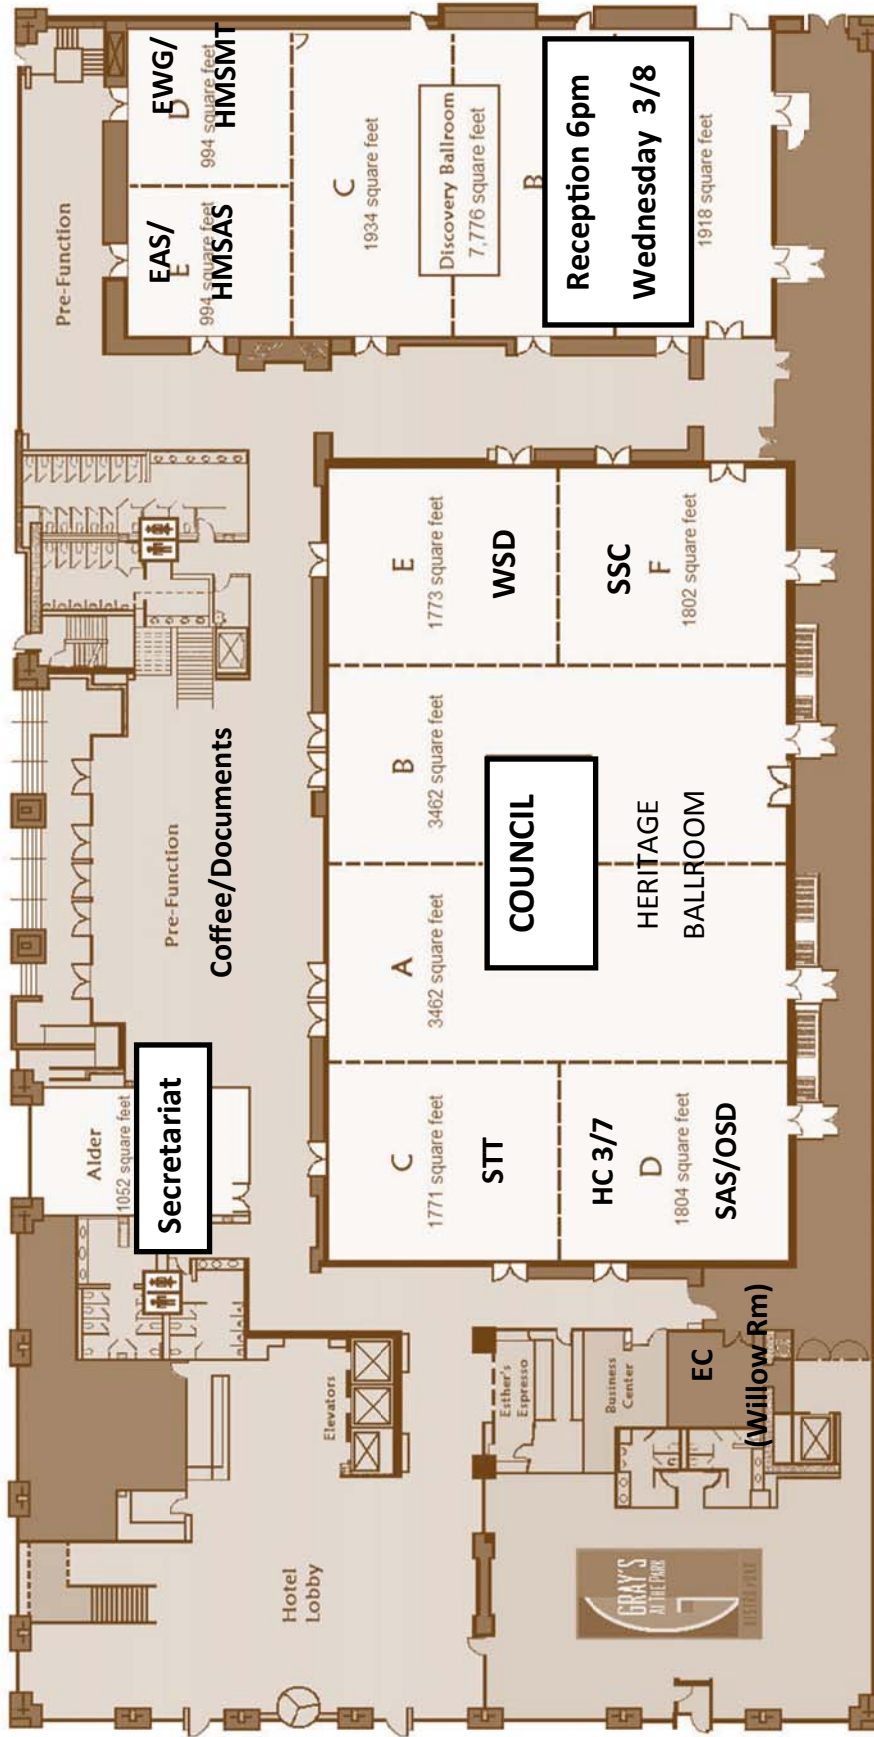 Hotel
Lobby
Elevators
Alder
1052 square feet
Secretariat
Pre-Function
Coffee/Documents
Pre-Function
EAS/
E
994 square feet
HMSAS
EWG/
D
994 square feet
HMSMT
C
1934 square feet
Discovery Ballroom
7,776 square feet
B
Reception 6pm
Wednesday 3/8
1918 square feet
C
1771 square feet
STT
HC 3/7
D
1804 square feet
SAS/OSD
A
3462 square feet
B
3462 square feet
COUNCIL
HERITAGE
BALLROOM
E
1773 square feet
WSD
SSC
F
1802 square feet
Esther's
Espresso
Business
Center
EC
(Willow Rm)
GRAY'S
AT THE PARK